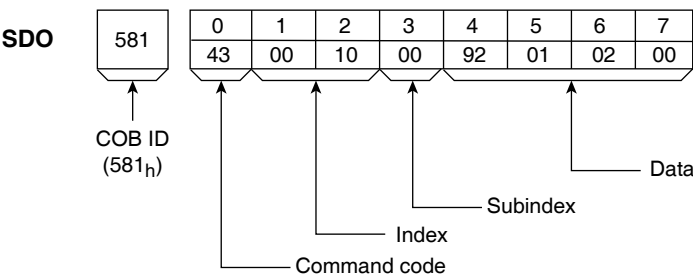 SDO
581
0 1 2 3 4 5 6 7
43 00 10 00 92 01 02 00
COB ID
(581h)
Data
Subindex
Index
Command code